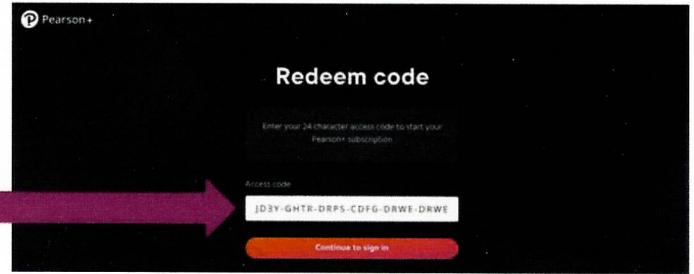 Pearson+
Redeem code
Enter your 24 character access code to start your
Pearson+ subscription
Access code
JD3Y-GHTR-DRPS-CDFG-DRWE-DRWE
Continue to sign in